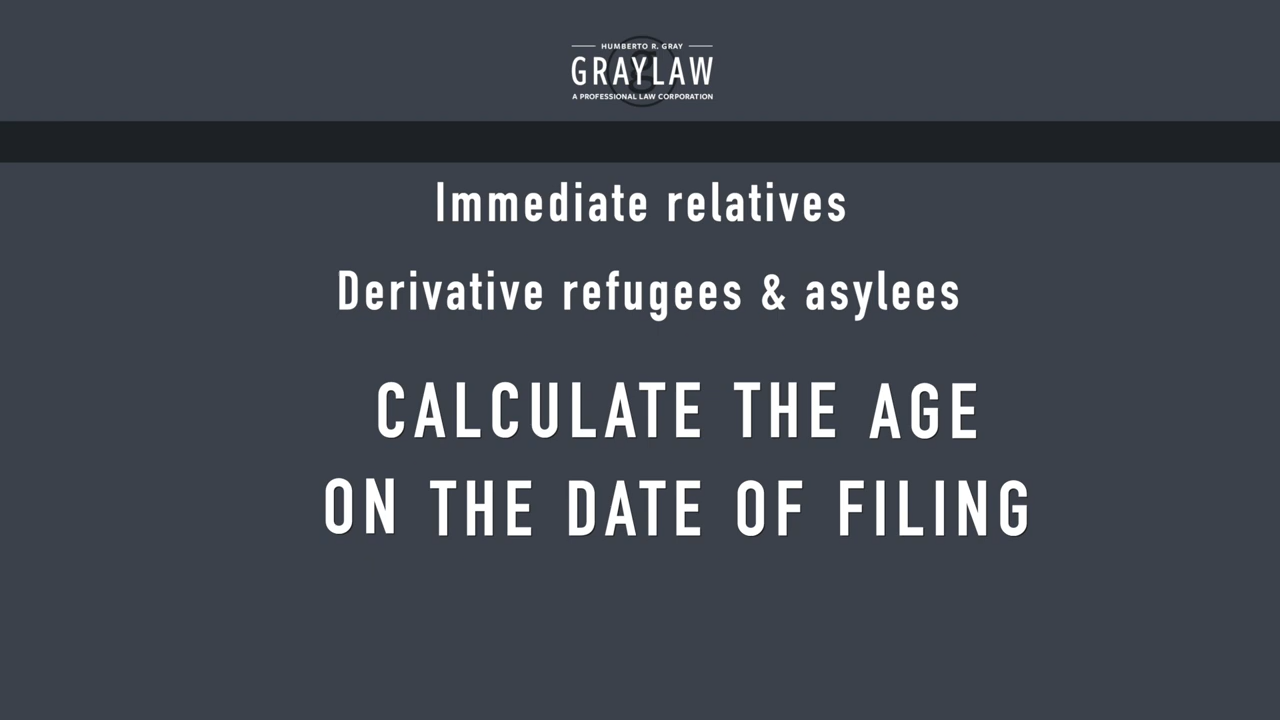 HUMBERTO R. GRAY
GRAYLAW
A PROFESSIONAL LAW CORPORATION
Immediate relatives
Derivative refugees & asylees
CALCULATE THE AGE
ON THE DATE OF FILING